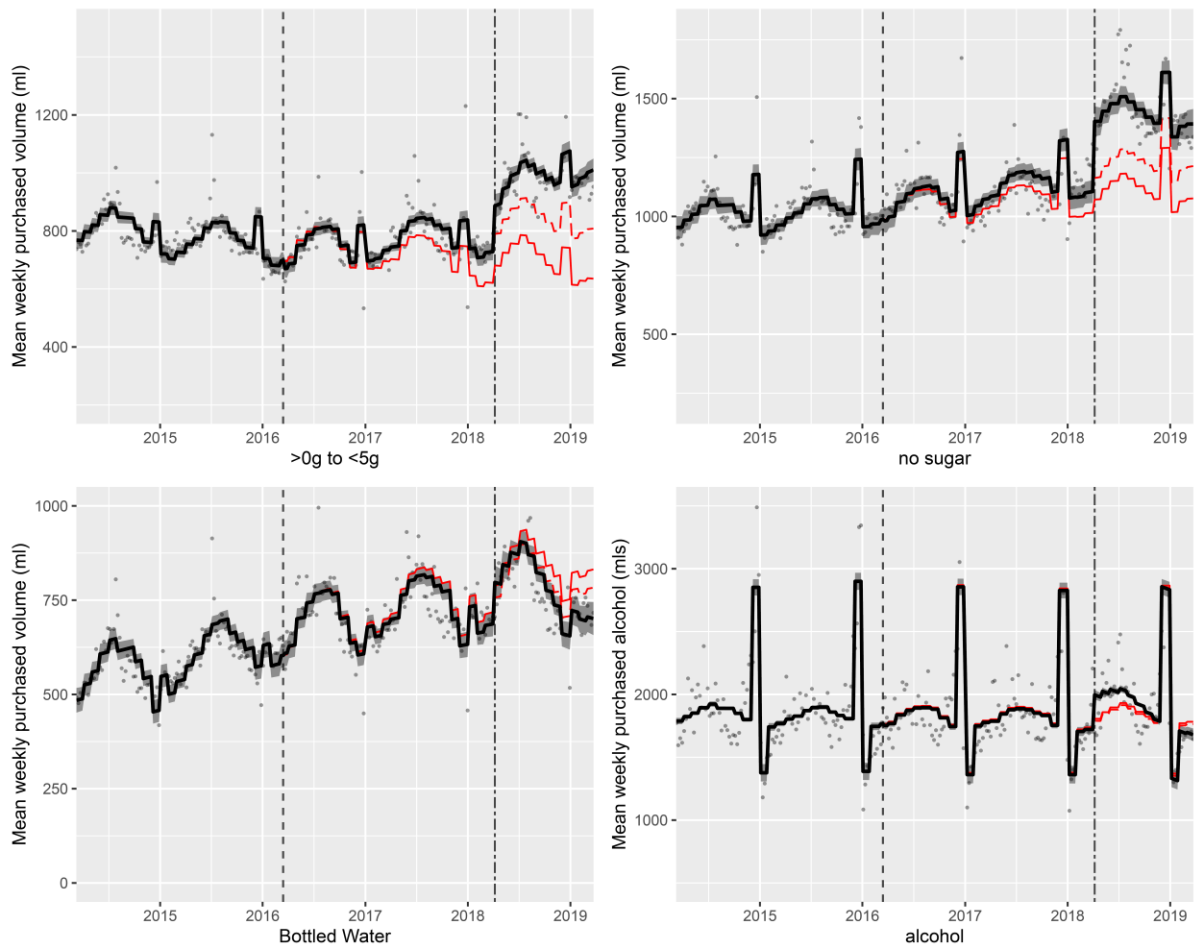 Mean weekly purchased volume (ml)
1200
800
400
2015 2016 2017 2018 2019
>0g to <5g
Mean weekly purchased volume (ml)
1500
1000
500
2015 2016 2017 2018 2019
no sugar
Mean weekly purchased volume (ml)
1000
750
500
250
0
2015 2016 2017 2018 2019
Bottled Water
Mean weekly purchased alcohol (mls)
3000
2000
1000
2015 2016 2017 2018 2019
alcohol